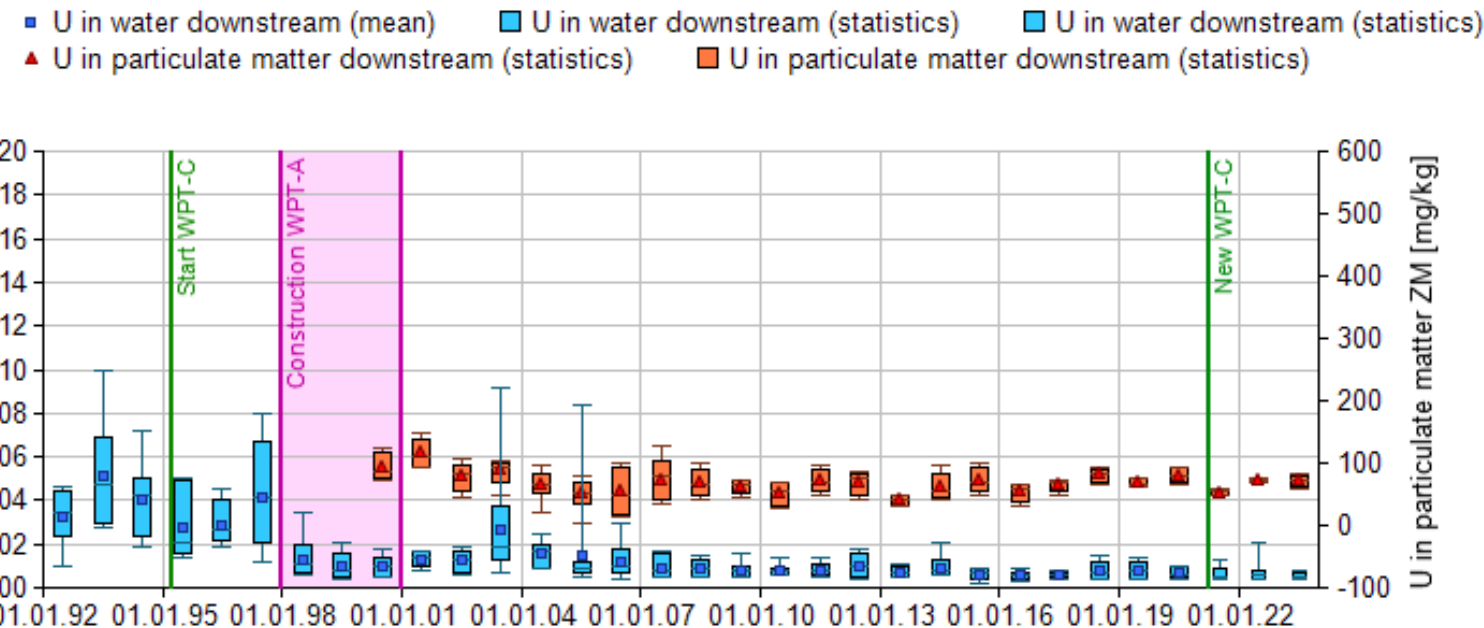 U in water downstream (mean) U in water downstream (statistics) U in water downstream (statistics)
U in particulate matter downstream (statistics) U in particulate matter downstream (statistics)
20
18
16
14
12
10
08
06
04
02
00
Start WPT-C
Construction WPT-A
New WPT-C
600
500
400
300
200
100
0
-100
U in particulate matter ZM [mg/kg]
01.01.92 01.01.95 01.01.98 01.01.01 01.01.04 01.01.07 01.01.10 01.01.13 01.01.16 01.01.19 01.01.22